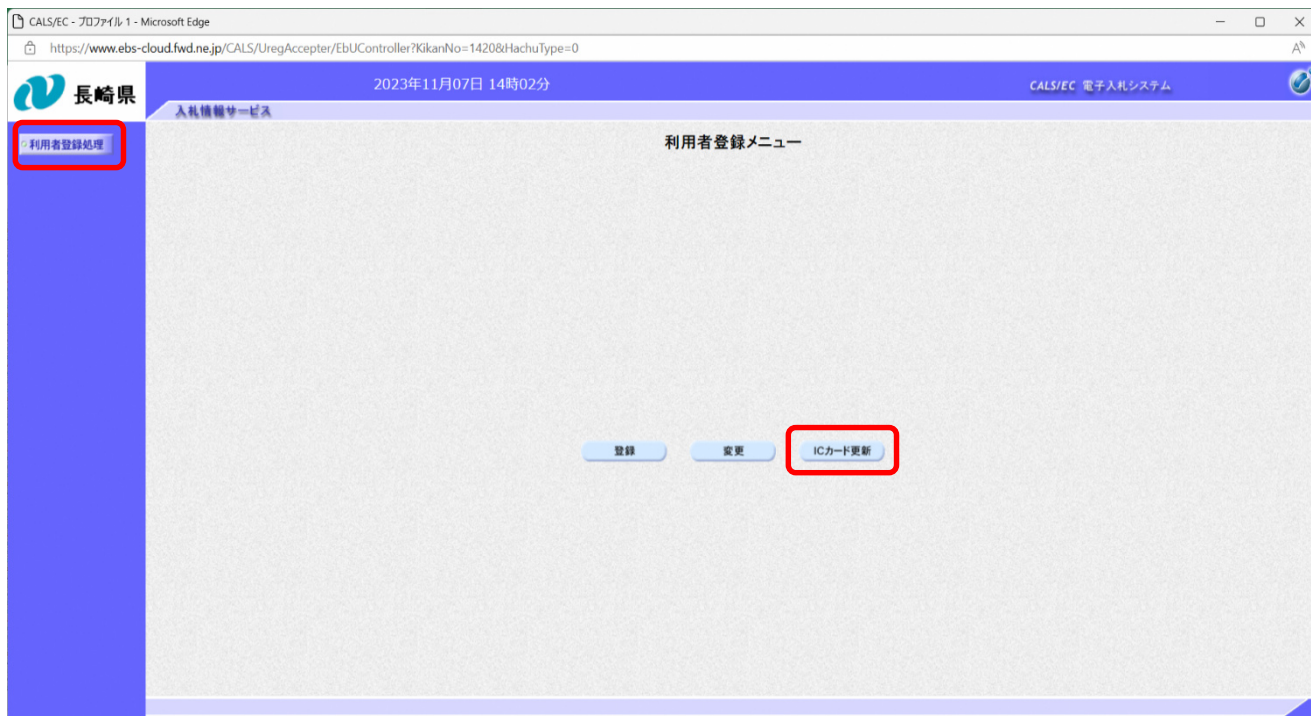 CALS/EC - プロファイル 1 - Microsoft Edge
https://www.ebs-cloud.fwd.ne.jp/CALS/UregAccepter/EbUController?KikanNo=1420&HachuType=0
長崎県
2023年11月07日 14時02分
CALS/EC 電子入札システム
入札情報サービス
利用者登録処理
利用者登録メニュー
登録
変更
ICカード更新